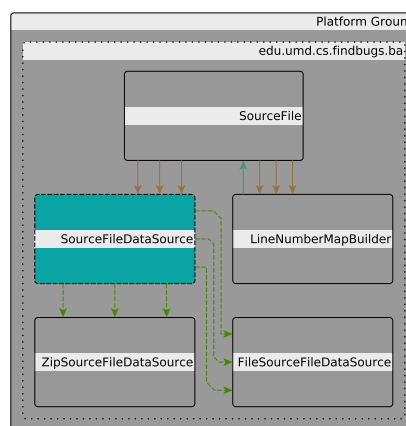 Platform Groun
edu.umd.cs.findbugs.ba
SourceFile
SourceFileDataSource
LineNumberMapBuilder
ZipSourceFileDataSource
FileSourceFileDataSource